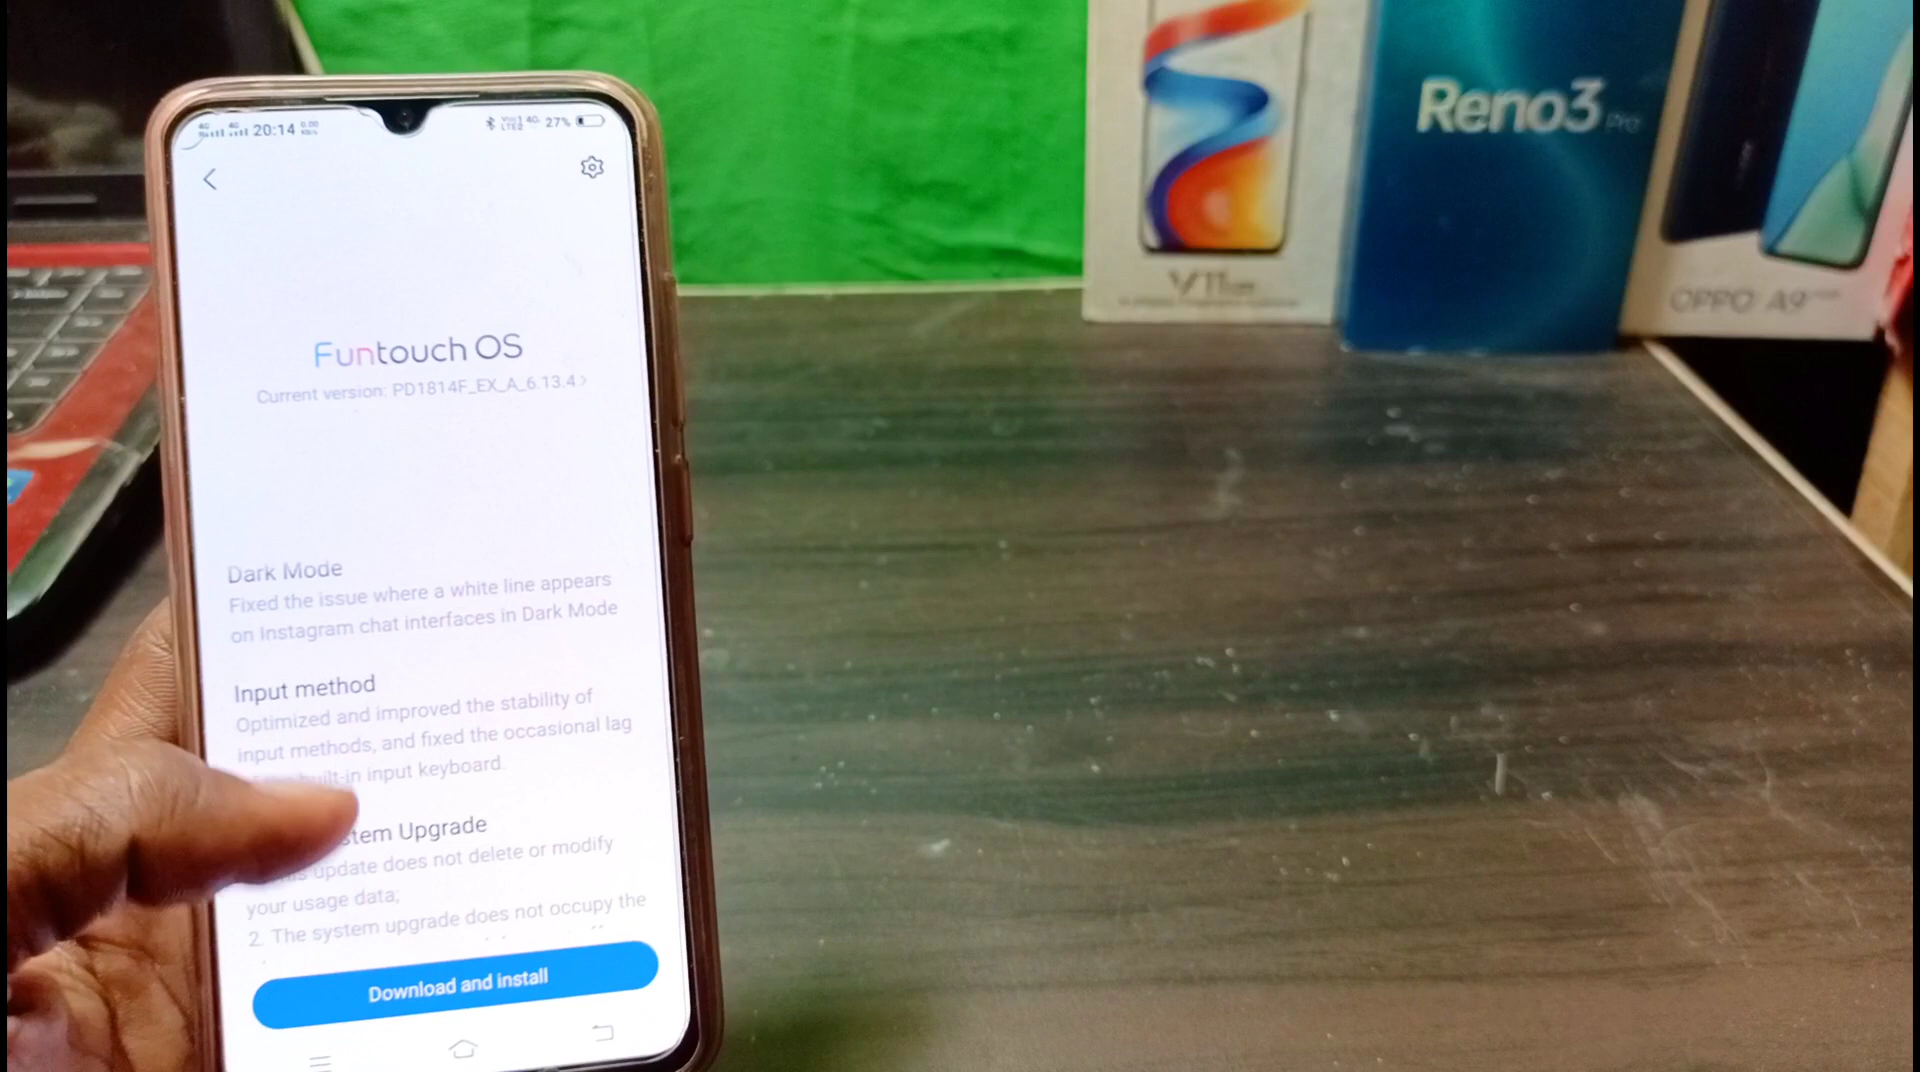 20:14
27%
Funtouch OS
Current version: PD1814F_EX_A_6.13.4
Dark Mode
Fixed the issue where a white line appears
on Instagram chat interfaces in Dark Mode
Input method
Optimized and improved the stability of
input methods, and fixed the occasional lag
built-in input keyboard.
stem Upgrade
update does not delete or modify
your usage data;
2. The system upgrade does not occupy the
Download and install
V11
Reno3 Pro
OPPO A9